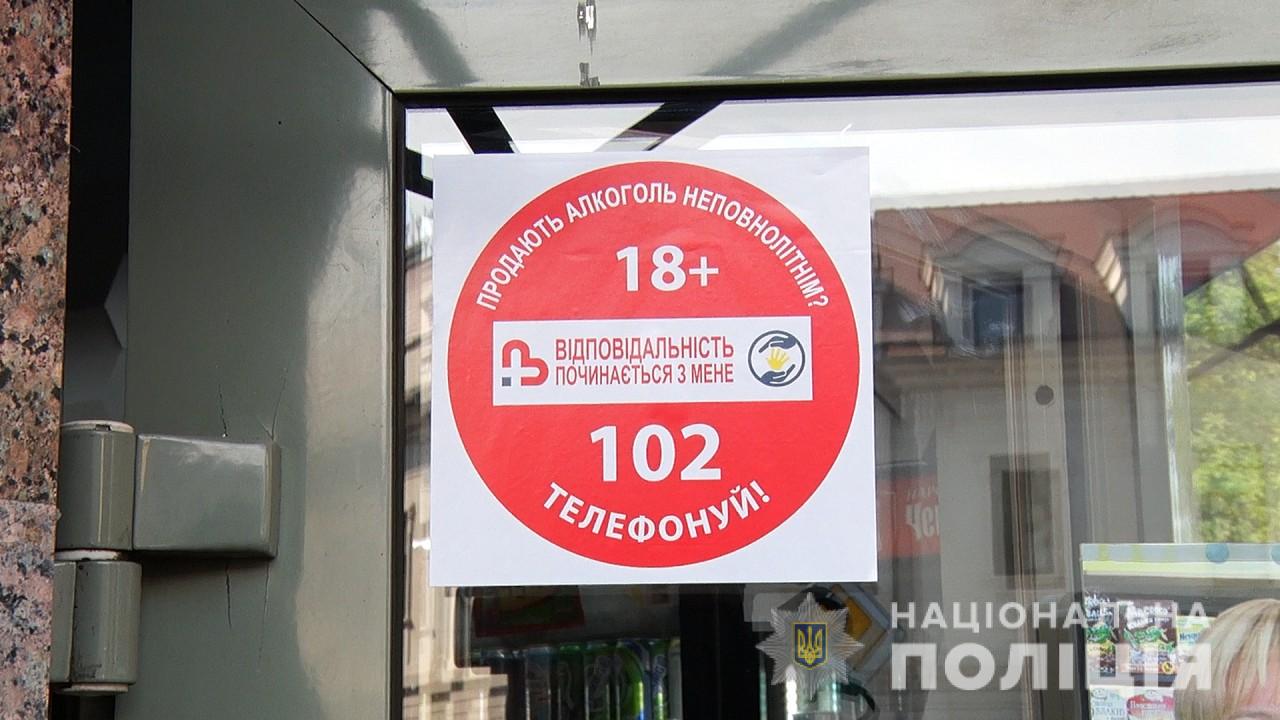 ПРОДАЮТЬ АЛКОГОЛЬ НЕПОВНОЛІТНІМ?
18+
ВІДПОВІДАЛЬНІСТЬ
ПОЧИНАЄТЬСЯ З МЕНЕ
102
ТЕЛЕФОНУЙ!
НАЦІОНАЛЬНА
ПОЛІЦІЯ